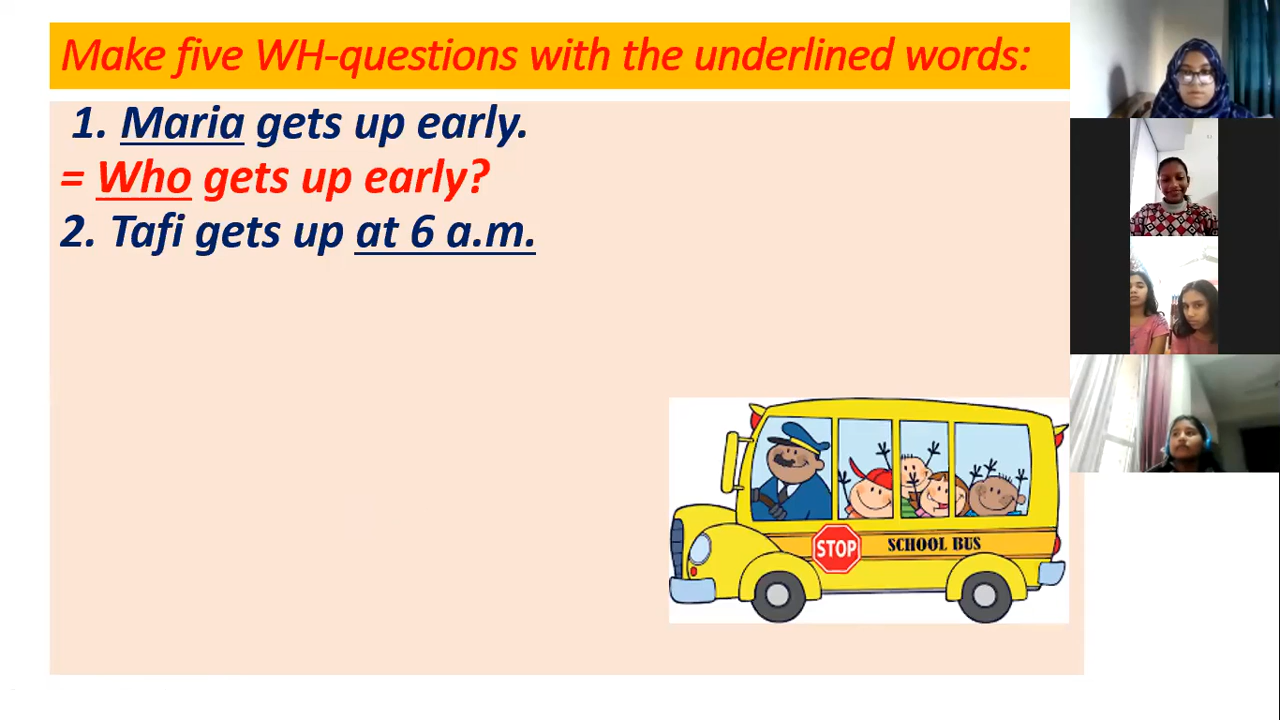 Make five WH-questions with the underlined words:
1. Maria gets up early.
= Who gets up early?
2. Tafi gets up at 6 a.m.
STOP
SCHOOL BUS